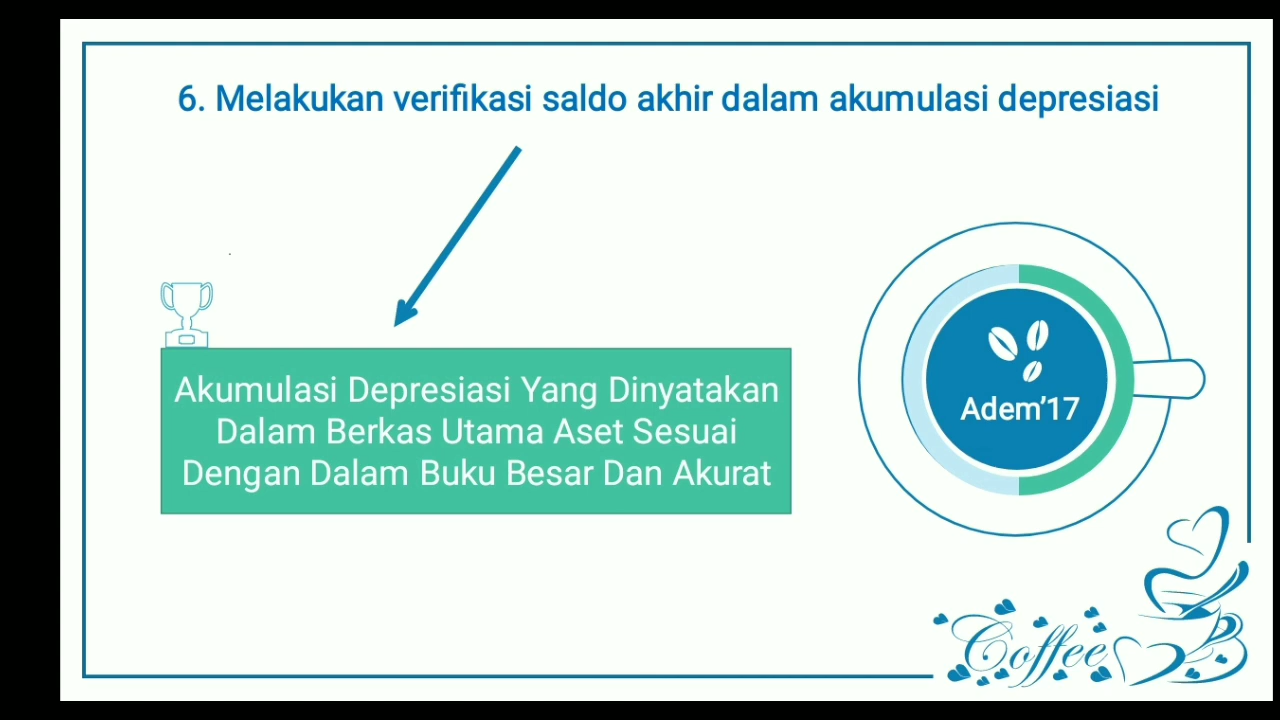 6. Melakukan verifikasi saldo akhir dalam akumulasi depresiasi
Akumulasi Depresiasi Yang Dinyatakan
Dalam Berkas Utama Aset Sesuai
Dengan Dalam Buku Besar Dan Akurat
Adem'17
Coffee